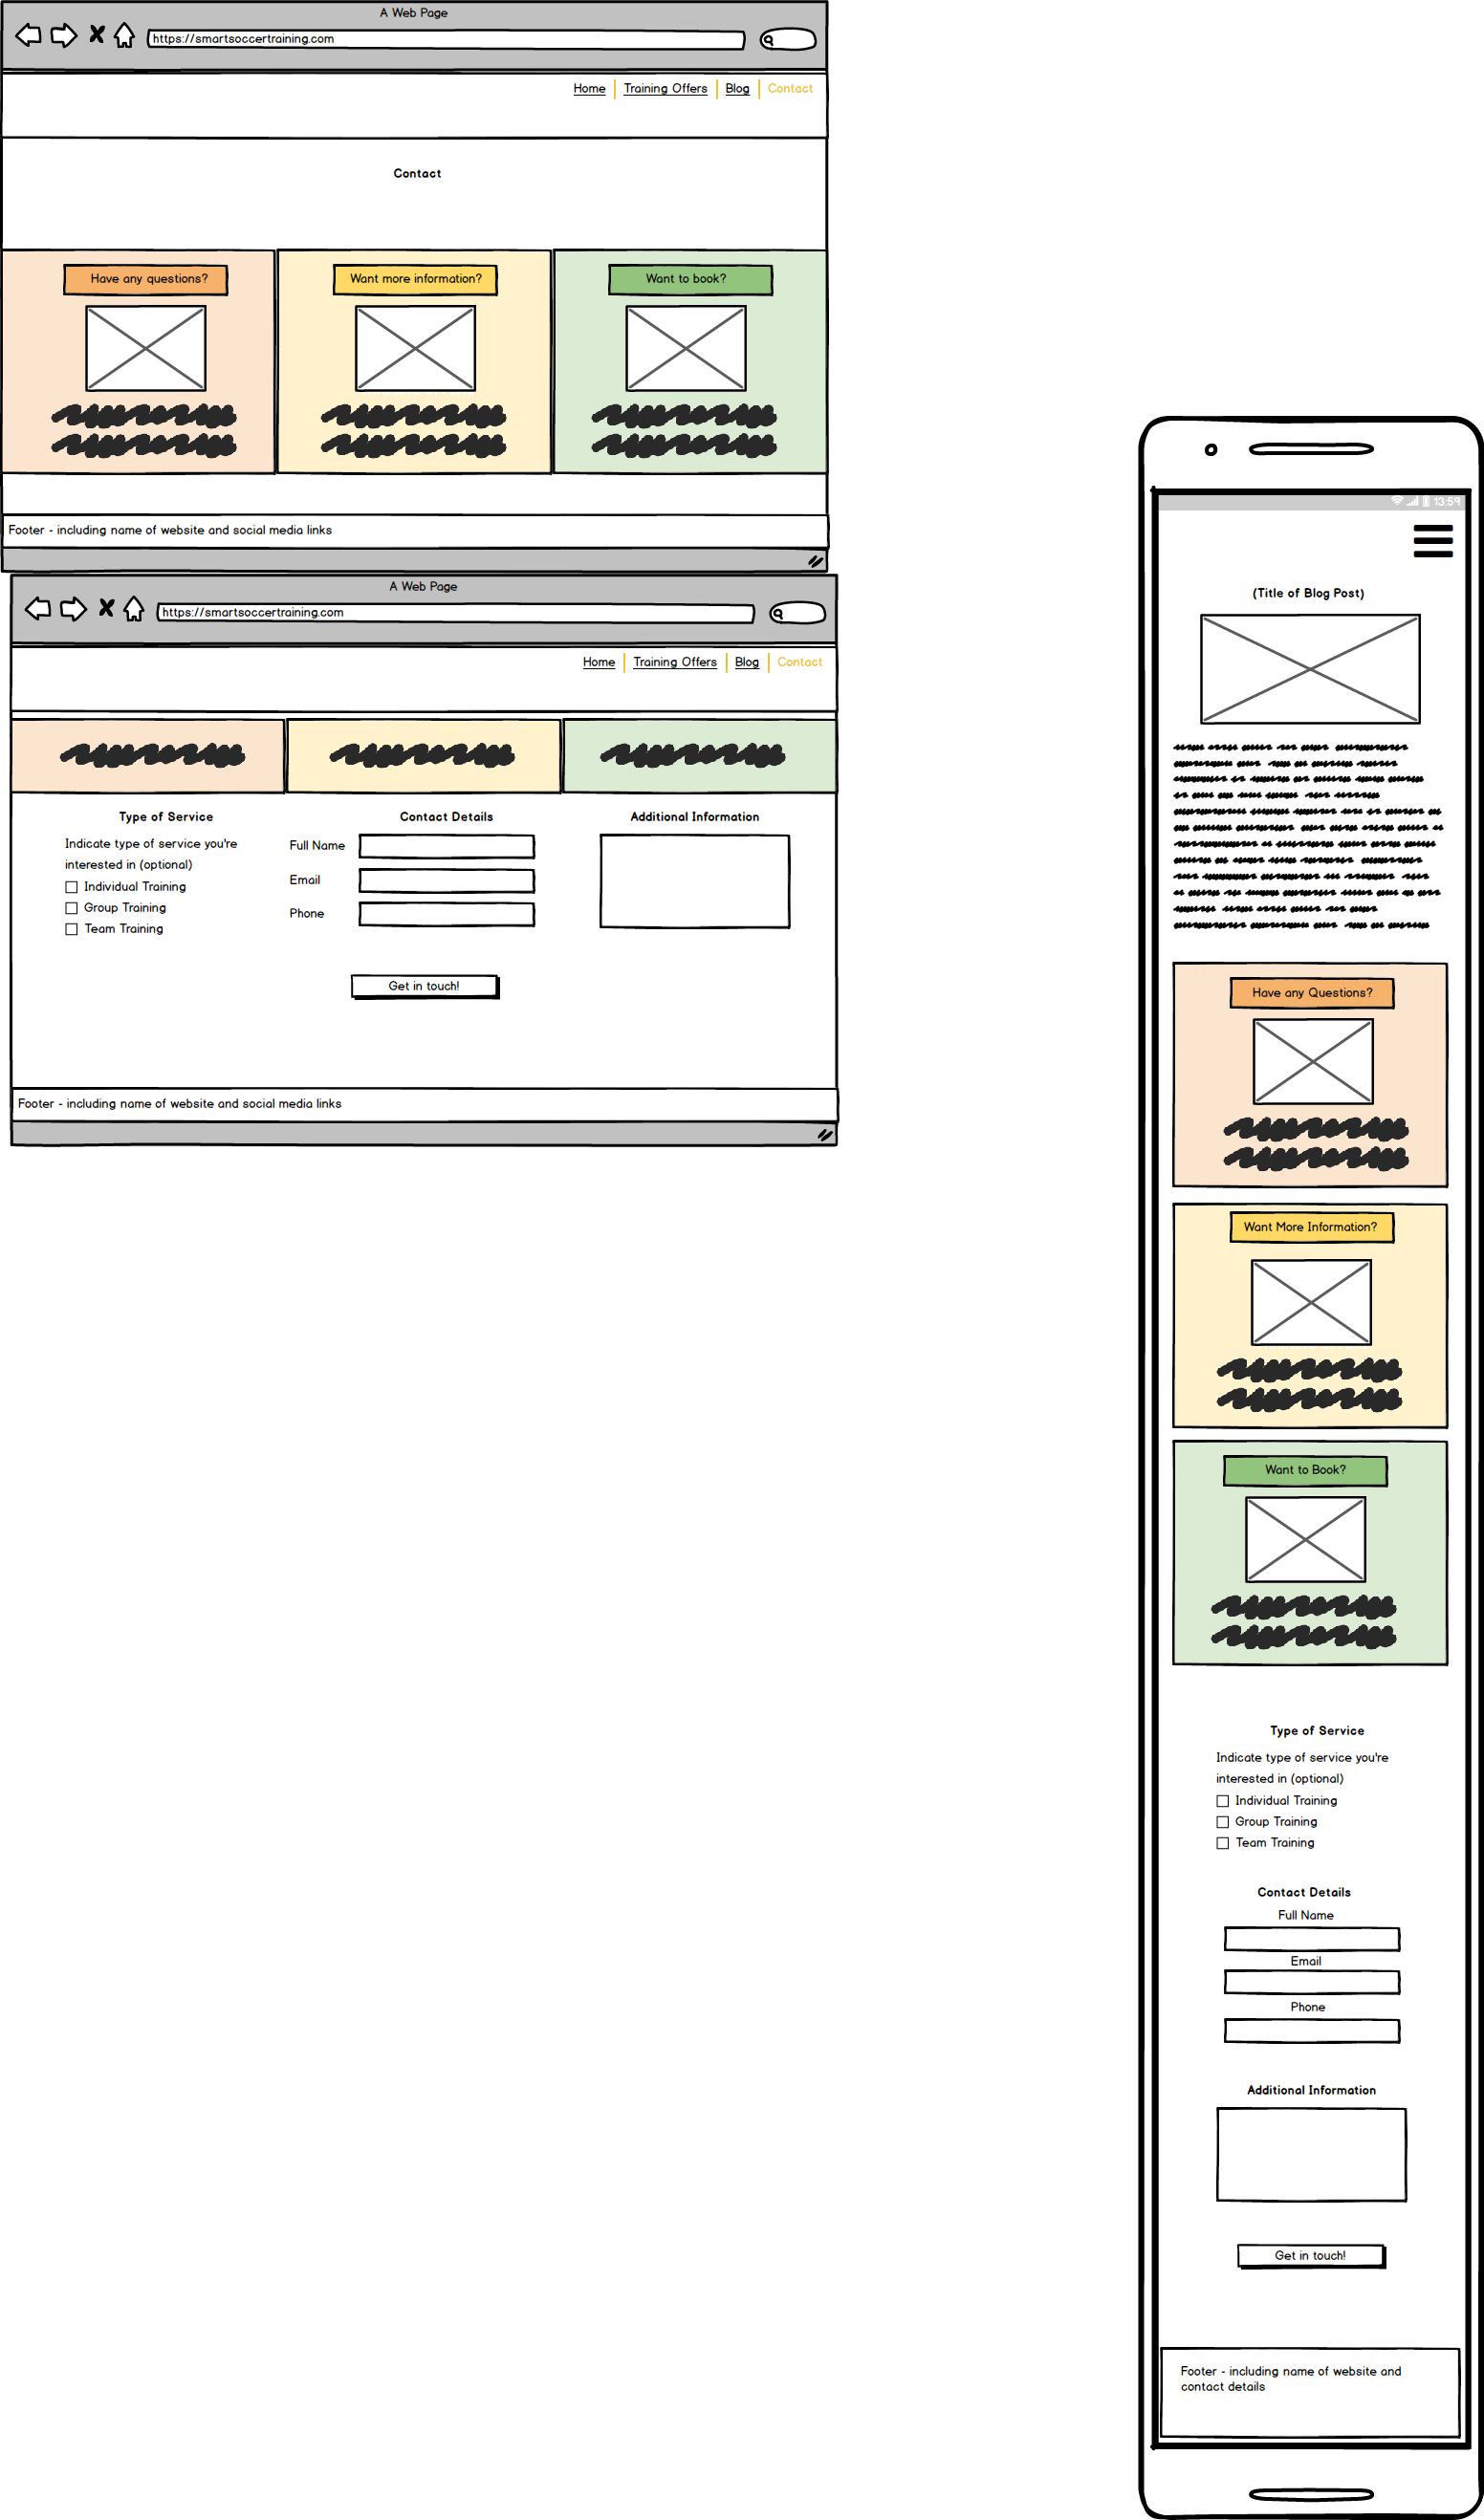 A Web Page
https://smartsoccertraining.com
Home Training Offers Blog Contact
Contact
Have any questions? Want more information? Want to book?
Footer - including name of website and social media links
A Web Page
https://smartsoccertraining.com
Home Training Offers Blog Contact
Type of Service Contact Details Additional Information
Indicate type of service you're
interested in (optional)
Individual Training
Group Training
Team Training
Full Name
Email
Phone
Get in touch!
Footer - including name of website and social media links
13:59
(Title of Blog Post)
Have any Questions?
Want More Information?
Want to Book?
Type of Service
Indicate type of service you're
interested in (optional)
Individual Training
Group Training
Team Training
Contact Details
Full Name
Email
Phone
Additional Information
Get in touch!
Footer - including name of website and
contact details